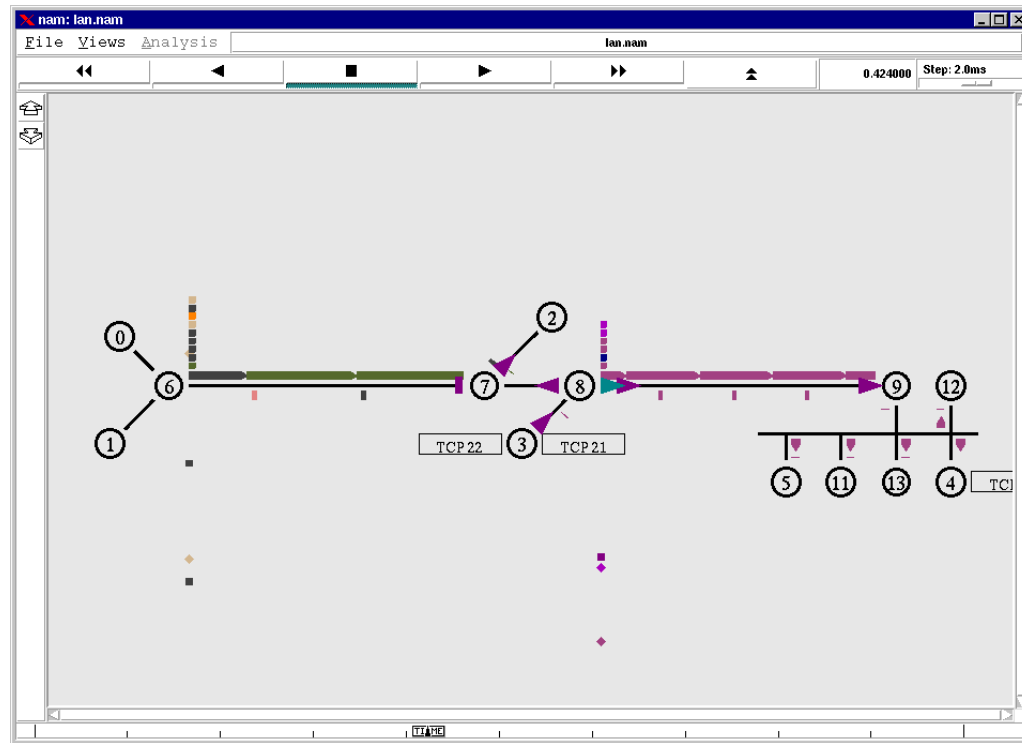 nam: lan.nam
File Views Analysis lan.nam
0.424000 Step: 2.0ms
2
0
6 7 8 9 12
1 TCP 22 3 TCP 21
5 11 13 4 TCP
TIME